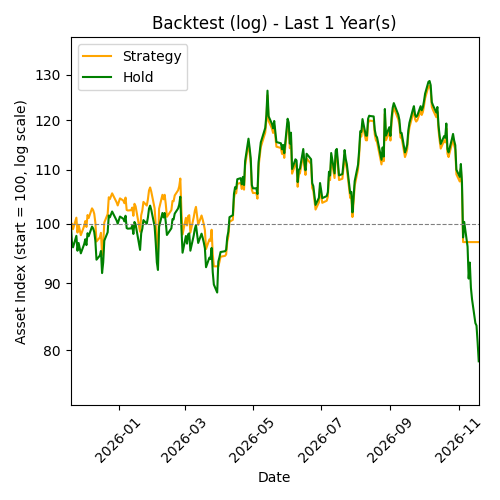 Backtest (log) - Last 1 Year(s)
Strategy
Hold
Asset Index (start = 100, log scale)
130
120
110
100
90
80
2026-01
2026-03
2026-05
2026-07
2026-09
2026-11
Date